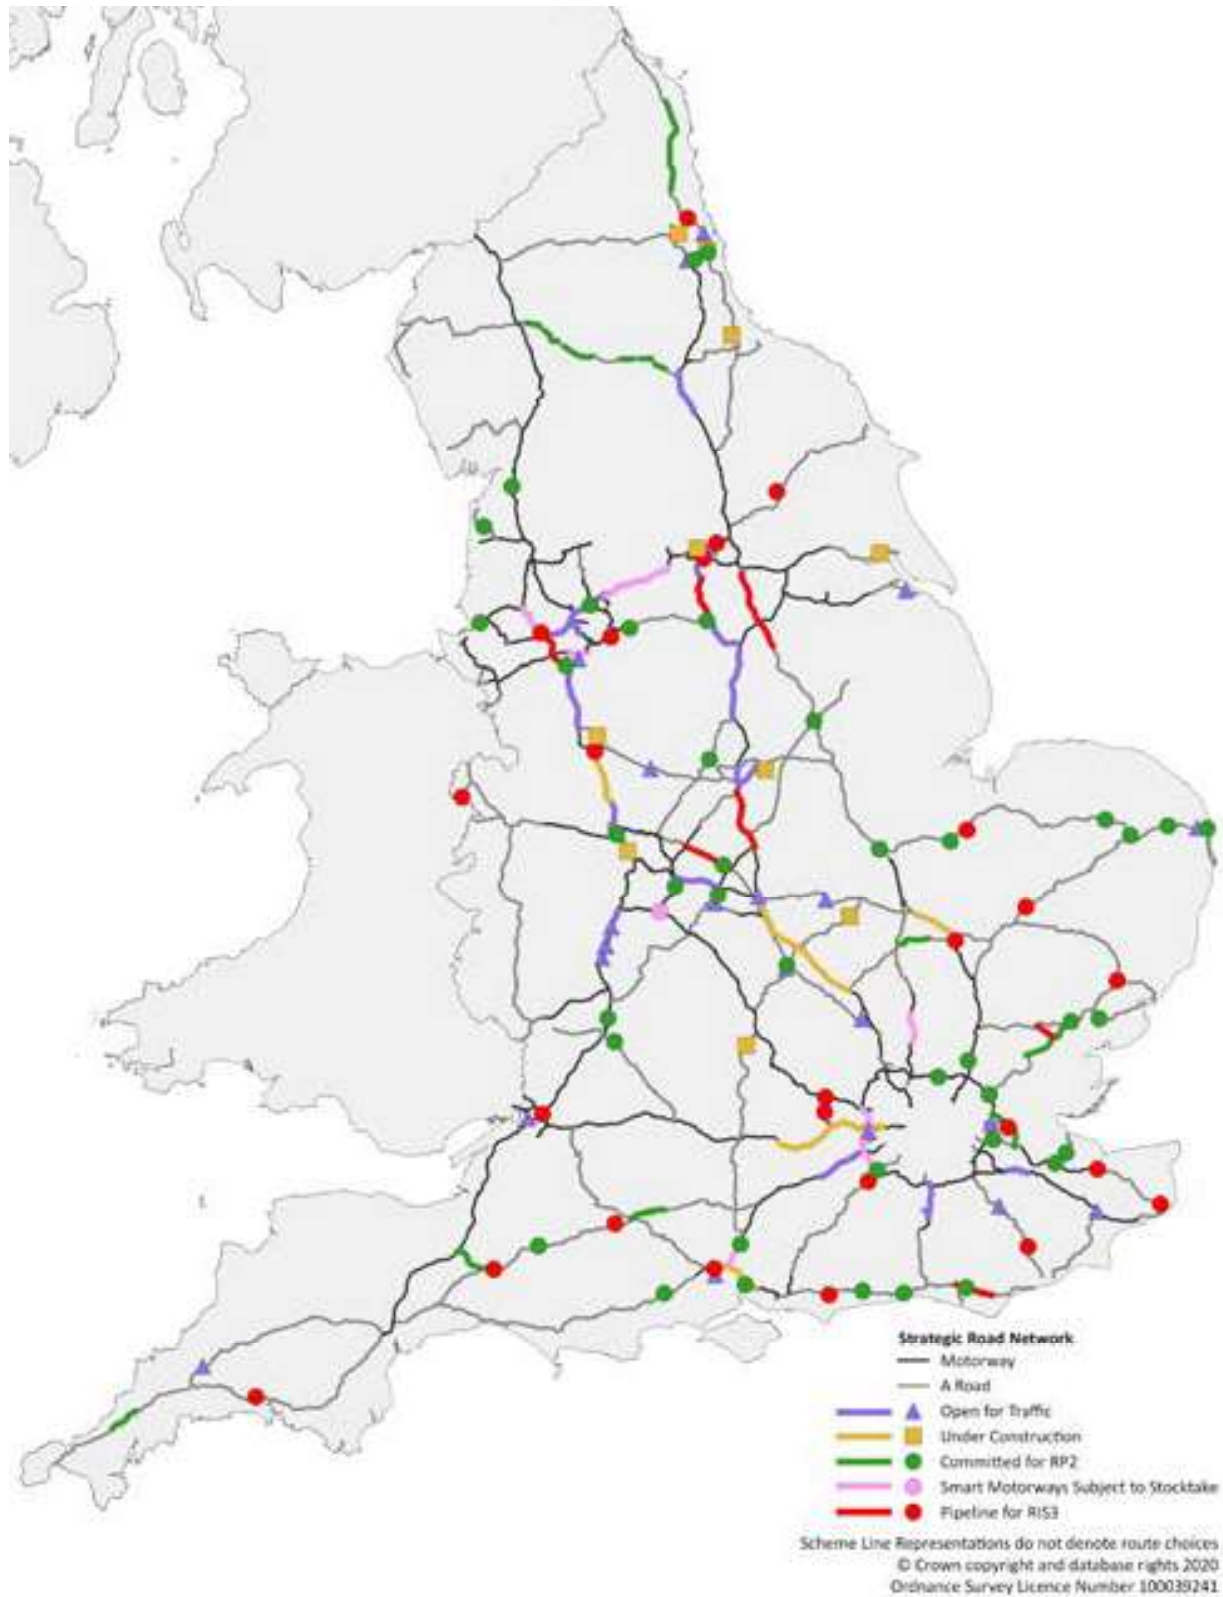 Strategic Road Network
Motorway
A Road
Open for Traffic
Under Construction
Committed for RP2
Smart Motorways Subject to Stocktake
Pipeline for RIS3
Scheme Line Representations do not denote route choices
© Crown copyright and database rights 2020
Ordnance Survey Licence Number 100039241